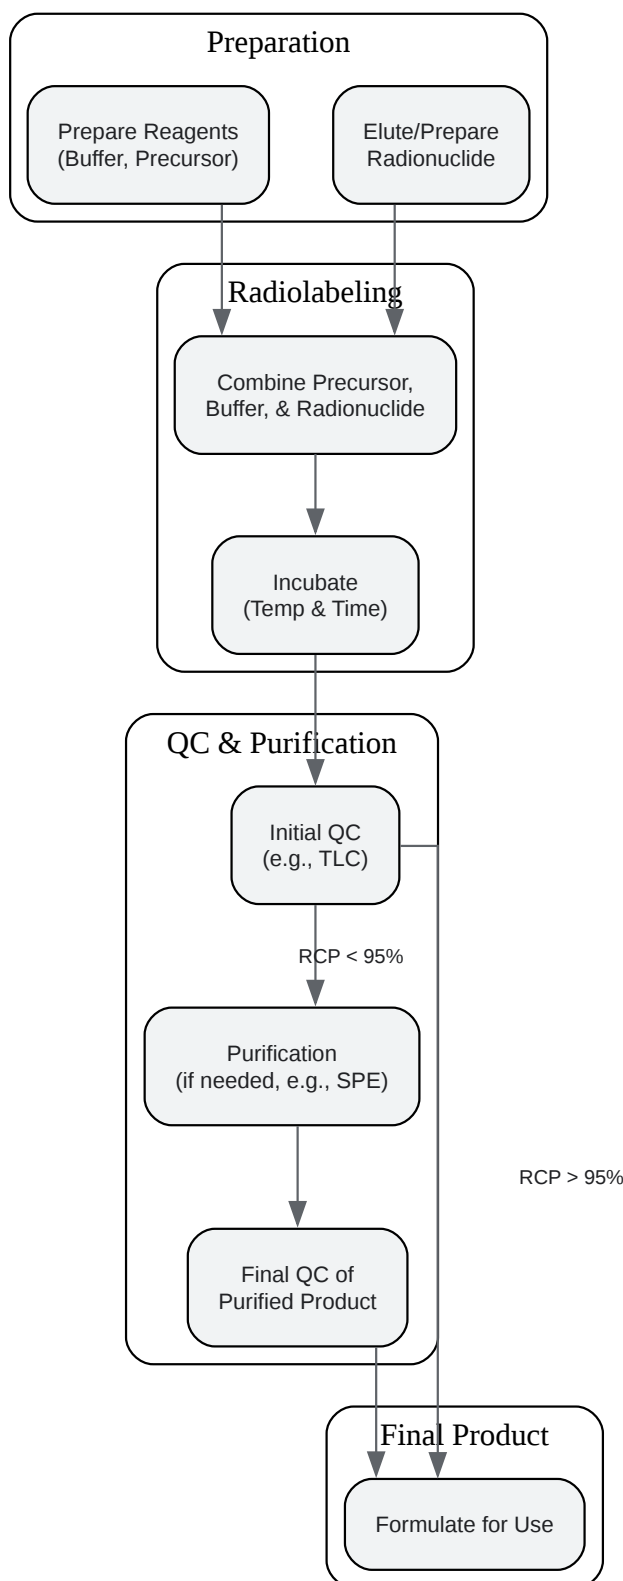 Preparation
Prepare Reagents
(Buffer, Precursor)
Elute/Prepare
Radionuclide
Radiolabeling
Combine Precursor,
Buffer, & Radionuclide
Incubate
(Temp & Time)
QC & Purification
Initial QC
(e.g., TLC)
RCP < 95%
Purification
(if needed, e.g., SPE)
RCP > 95%
Final QC of
Purified Product
Final Product
Formulate for Use